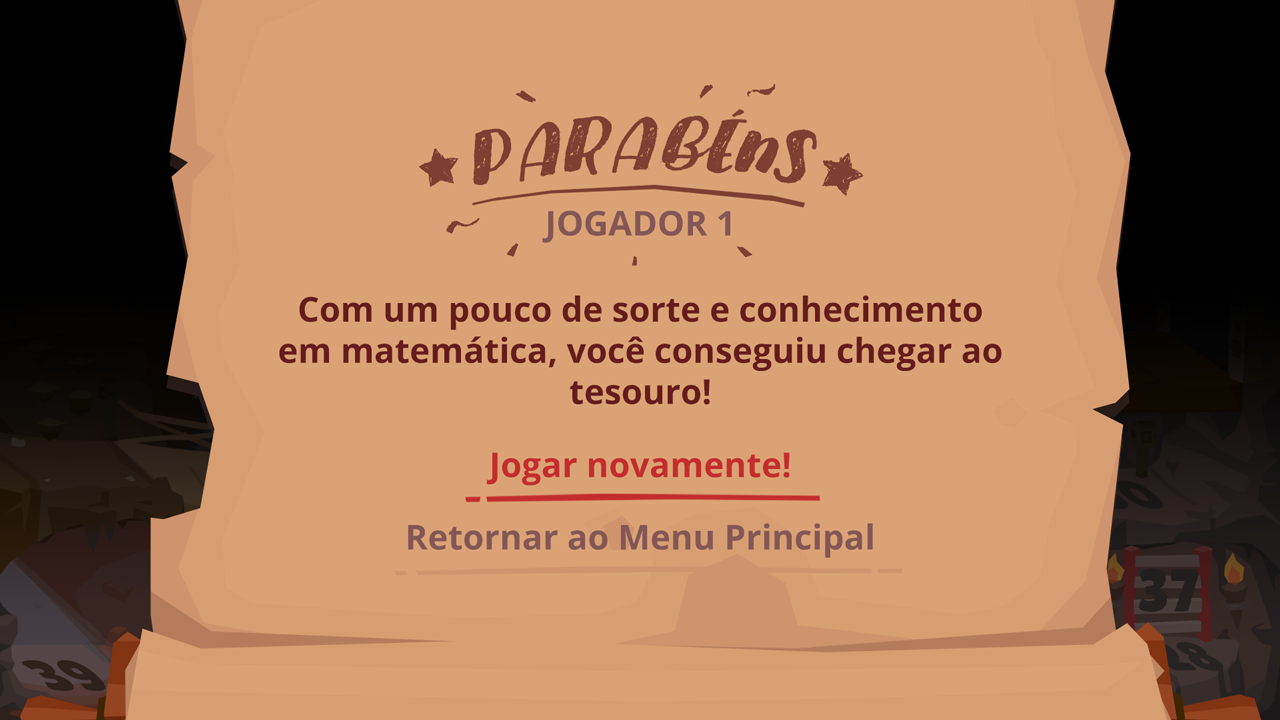 PARABÉNS
JOGADOR 1
Com um pouco de sorte e conhecimento
em matemática, você conseguiu chegar ao
tesouro!
Jogar novamente!
Retornar ao Menu Principal
37
39
28